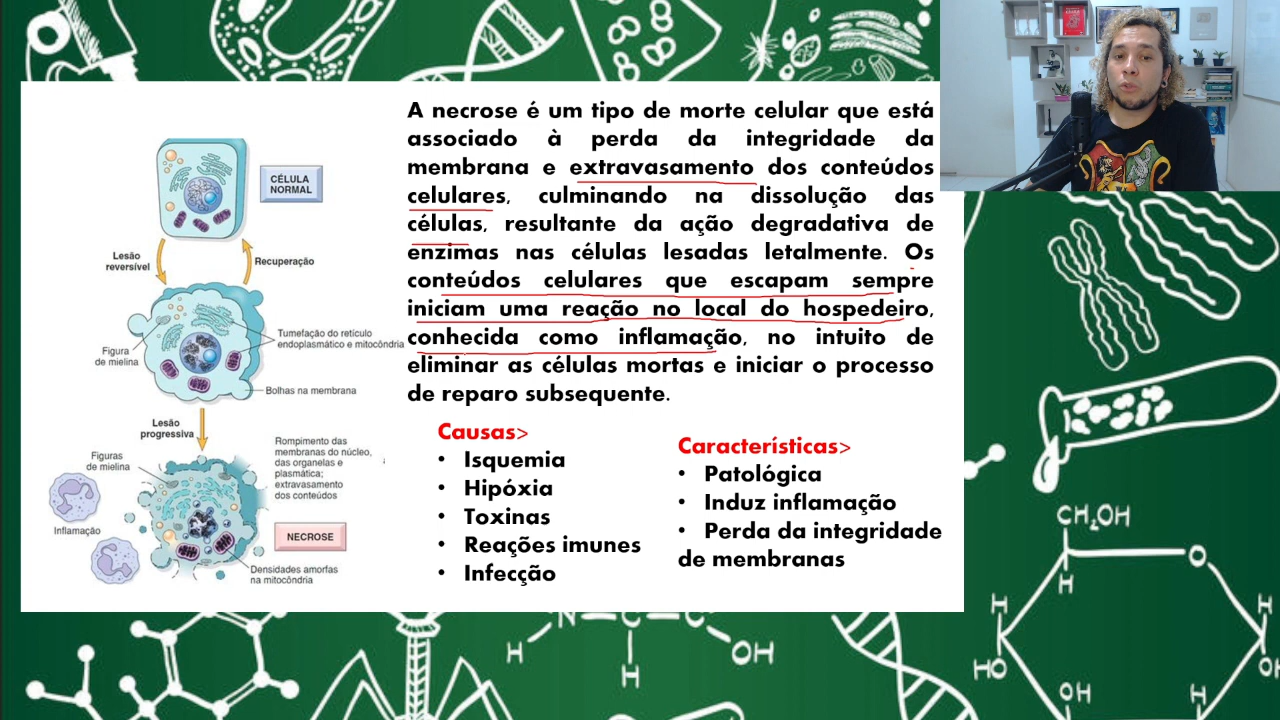 A necrose é um tipo de morte celular que está
associado à perda da integridade da
membrana e extravasamento dos conteúdos
celulares, culminando na dissolução das
células, resultante da ação degradativa de
enzimas nas células lesadas letalmente. Os
conteúdos celulares que escapam sempre
iniciam uma reação no local do hospedeiro,
conhecida como inflamação, no intuito de
eliminar as células mortas e iniciar o processo
de reparo subsequente.
Causas>
• Isquemia
• Hipóxia
• Toxinas
• Reações imunes
• Infecção
Características>
• Patológica
• Induz inflamação
• Perda da integridade
de membranas
CÉLULA
NORMAL
Lesão
reversível
Recuperação
Tumefação do retículo
endoplasmático e mitocôndria
Figura
de mielina
Bolhas na membrana
Lesão
progressiva
Figuras
de mielina
Rompimento das
membranas do núcleo,
das organelas e
plasmática;
extravasamento
dos conteúdos
Inflamação
NECROSE
Densidades amorfas
na mitocôndria
CH₂OH
O
H
H
H
HO
OH
H
OH
H
N
C
C
OH
H